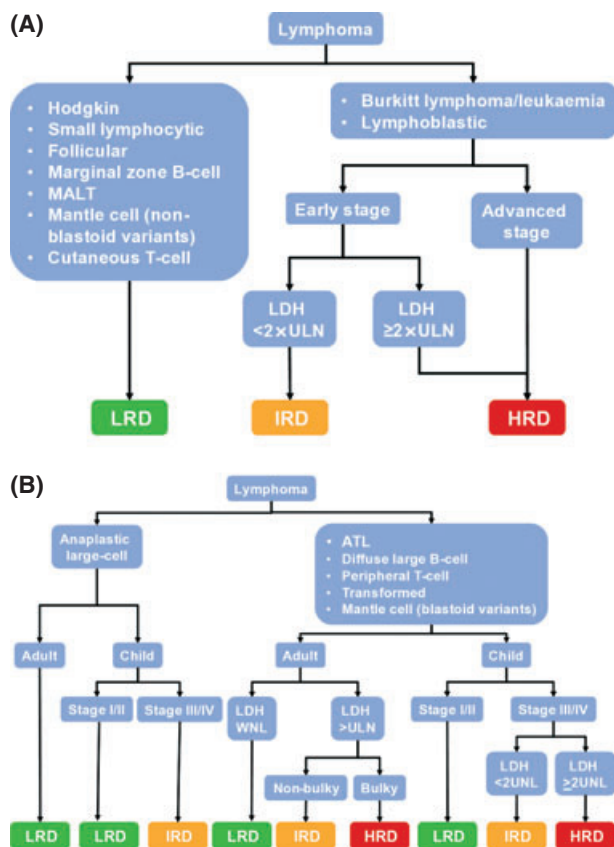 (A)
Lymphoma
• Hodgkin
• Small lymphocytic
• Follicular
• Marginal zone B-cell
• MALT
• Mantle cell (non-
blastoid variants)
• Cutaneous T-cell
• Burkitt lymphoma/leukaemia
• Lymphoblastic
Early stage
Advanced
stage
LDH
<2×ULN
LDH
≥2×ULN
LRD
IRD
HRD
(B)
Lymphoma
Anaplastic
large-cell
• ATL
• Diffuse large B-cell
• Peripheral T-cell
• Transformed
• Mantle cell (blastoid variants)
Adult
Child
Adult
Child
Stage I/II
Stage III/IV
LDH
WNL
LDH
>ULN
Stage I/II
Stage III/IV
Non-bulky
Bulky
LDH
<2UNL
LDH
≥2UNL
LRD
LRD
IRD
LRD
IRD
HRD
LRD
IRD
HRD